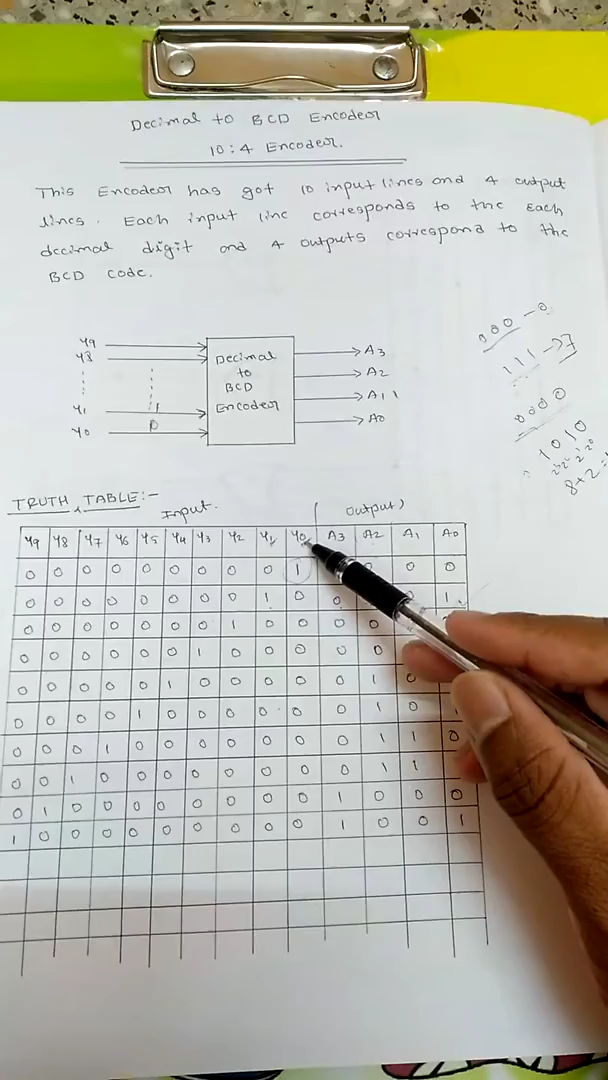 Decimal to BCD Encoder
10:4 Encoder.
This Encoder has got 10 input lines and 4 output
lines. Each input line corresponds to the Each
decimal digit and 4 outputs correspond to the
BCD code.
Y9
Y8
Y1
Y0
Decimal
to
BCD
Encoder
A3
A2
A1
A0
000-0
111->7
0000
1010
8+2=
TRUTH TABLE:-
Input.
(Output)
Y9 Y8 Y7 Y6 Y5 Y4 Y3 Y2 Y1 Y0 A3 A2 A1 A0
0 0 0 0 0 0 0 0 0 1 0 0 0
0 0 0 0 0 0 0 0 1 0 0 0 1
0 0 0 0 0 0 0 1 0 0 0 0
0 0 0 0 0 0 1 0 0 0 0 0
0 0 0 0 0 1 0 0 0 0 0 1 0
0 0 0 0 1 0 0 0 0 0 0 1 0
0 0 0 1 0 0 0 0 0 0 0 1 1 0
0 0 1 0 0 0 0 0 0 0 0 1 1
0 1 0 0 0 0 0 0 0 0 1 0 0 0
1 0 0 0 0 0 0 0 0 0 1 0 0 1